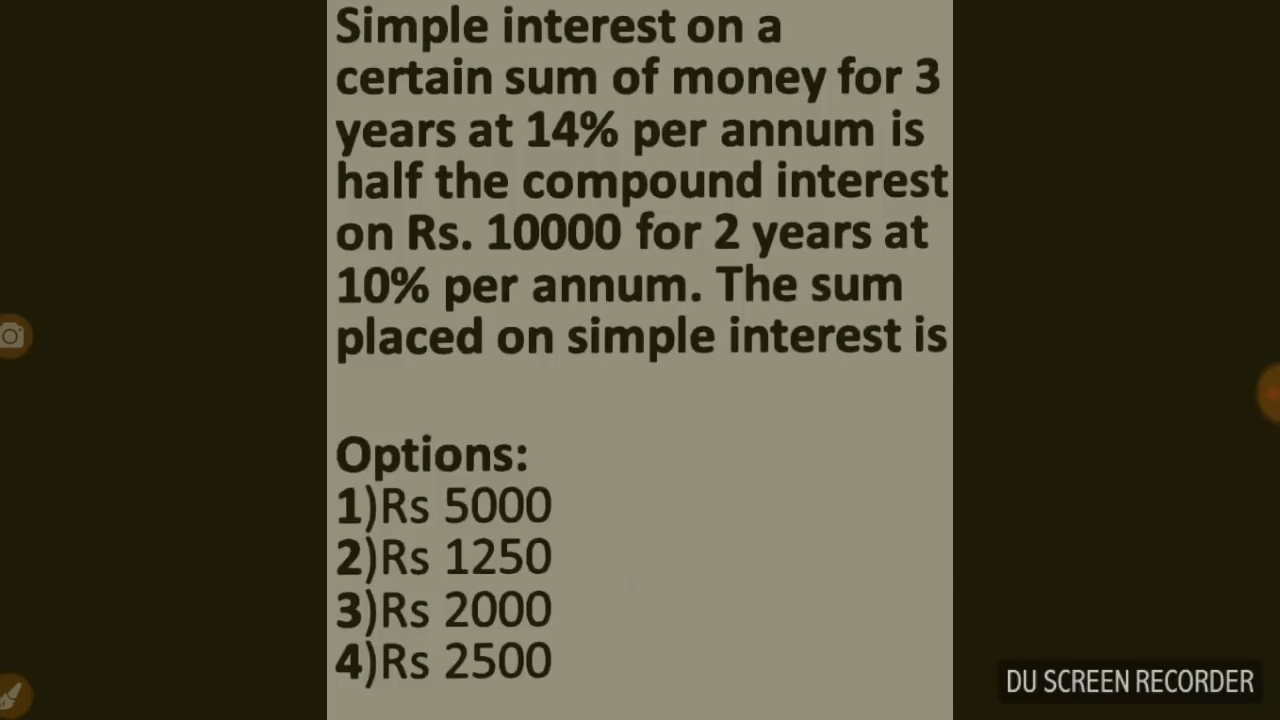 Simple interest on a
certain sum of money for 3
years at 14% per annum is
half the compound interest
on Rs. 10000 for 2 years at
10% per annum. The sum
placed on simple interest is
Options:
1)Rs 5000
2)Rs 1250
3)Rs 2000
4)Rs 2500
DU SCREEN RECORDER